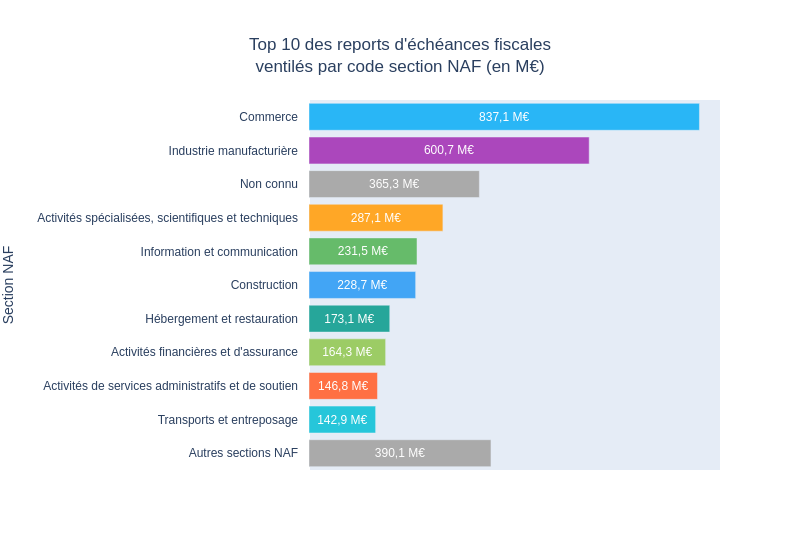 Top 10 des reports d'échéances fiscales
ventilés par code section NAF (en M€)
Section NAF
Commerce 837,1 M€
Industrie manufacturière 600,7 M€
Non connu 365,3 M€
Activités spécialisées, scientifiques et techniques 287,1 M€
Information et communication 231,5 M€
Construction 228,7 M€
Hébergement et restauration 173,1 M€
Activités financières et d'assurance 164,3 M€
Activités de services administratifs et de soutien 146,8 M€
Transports et entreposage 142,9 M€
Autres sections NAF 390,1 M€